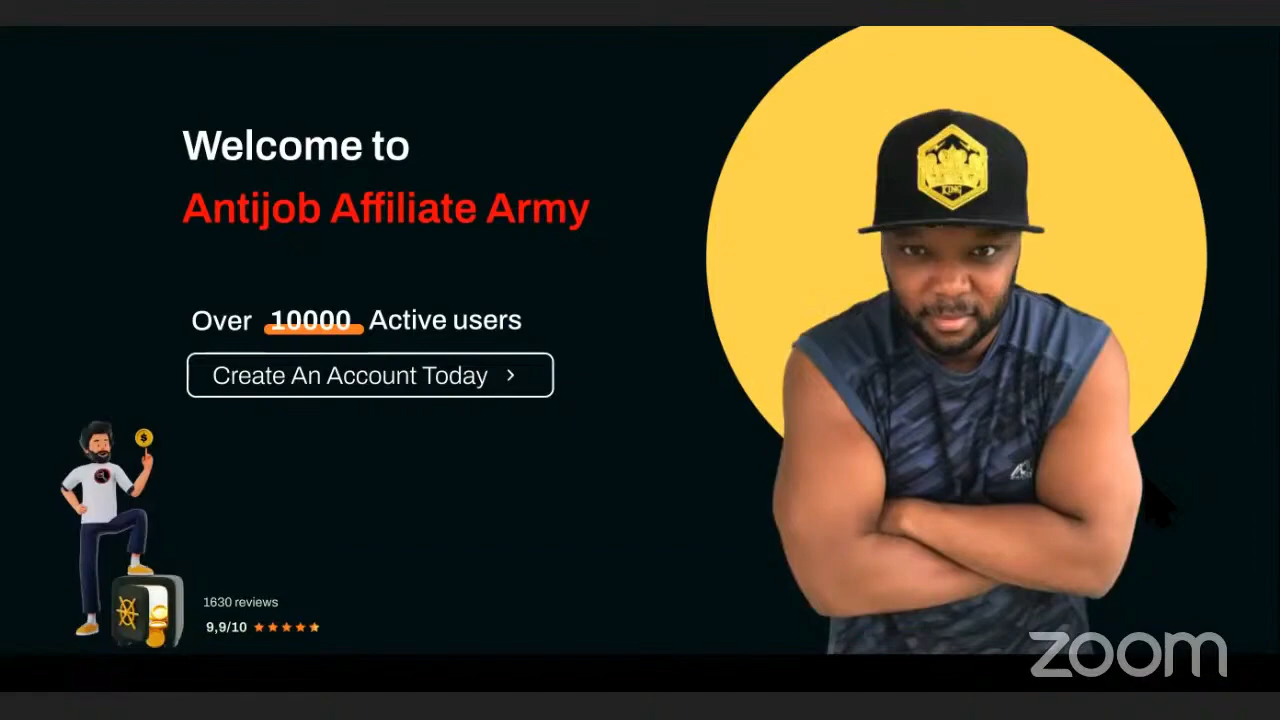 Welcome to
Antijob Affiliate Army
Over 10000 Active users
Create An Account Today >
1630 reviews
9,9/10
KING
zoom